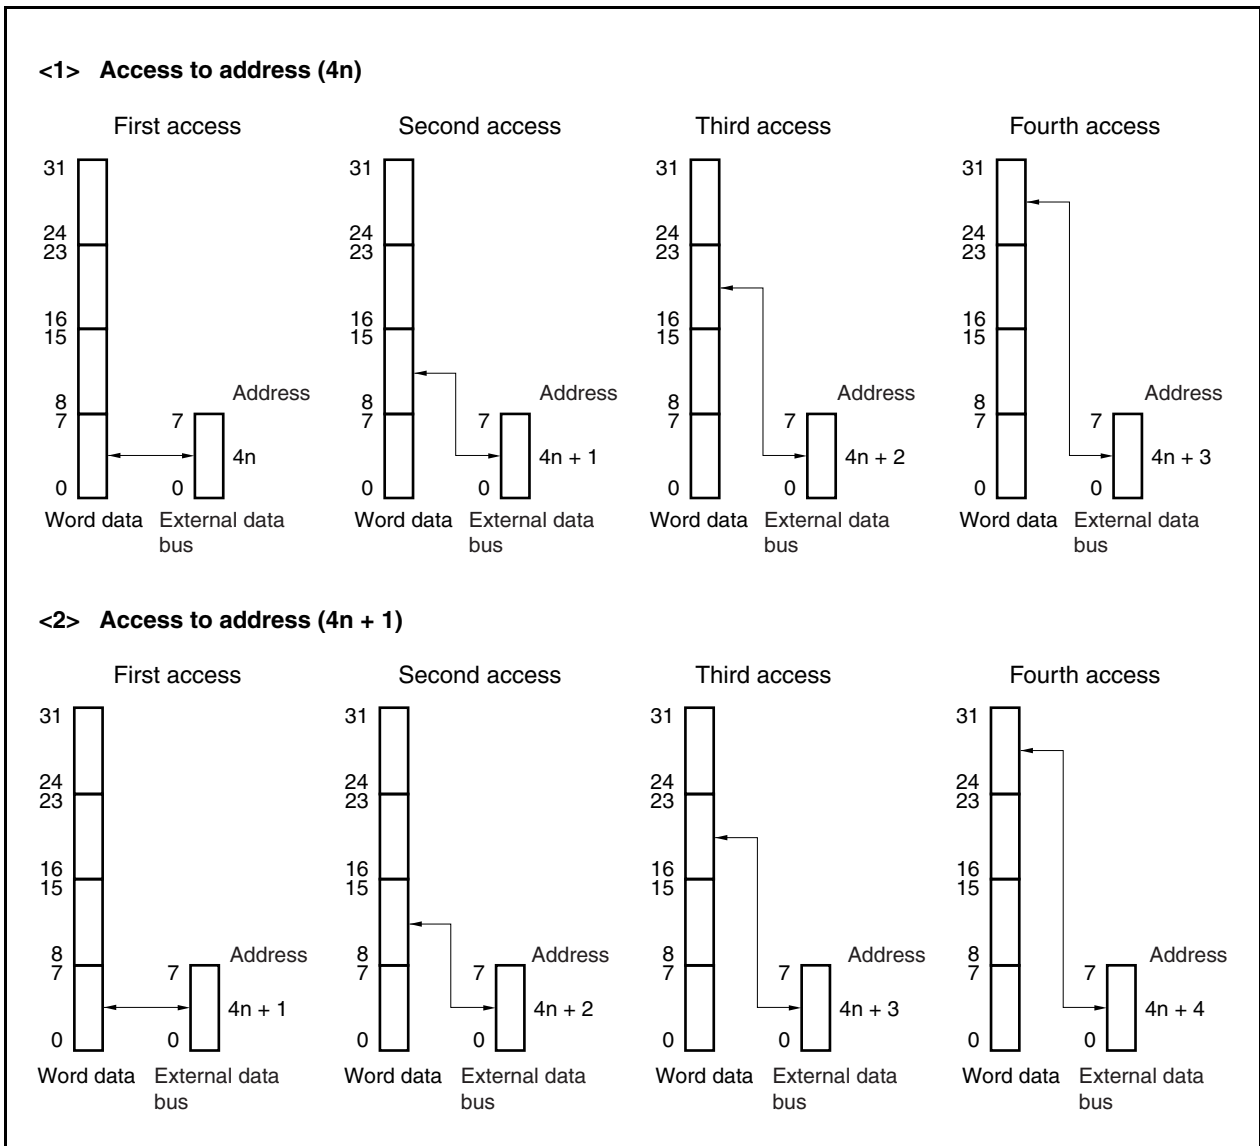 <1> Access to address (4n)
First access Second access Third access Fourth access
31 31 31 31
24 24 24 24
23 23 23 23
16 16 16 16
15 15 15 15
Address Address Address Address
8 8 8 8
7 7 7 7 7 7 7 7
4n 4n + 1 4n + 2 4n + 3
0 0 0 0 0 0 0 0
Word data External data Word data External data Word data External data Word data External data
bus bus bus bus
<2> Access to address (4n + 1)
First access Second access Third access Fourth access
31 31 31 31
24 24 24 24
23 23 23 23
16 16 16 16
15 15 15 15
8 Address 8 Address 8 Address 8 Address
7 7 7 7 7 7 7 7
4n + 1 4n + 2 4n + 3 4n + 4
0 0 0 0 0 0 0 0
Word data External data Word data External data Word data External data Word data External data
bus bus bus bus